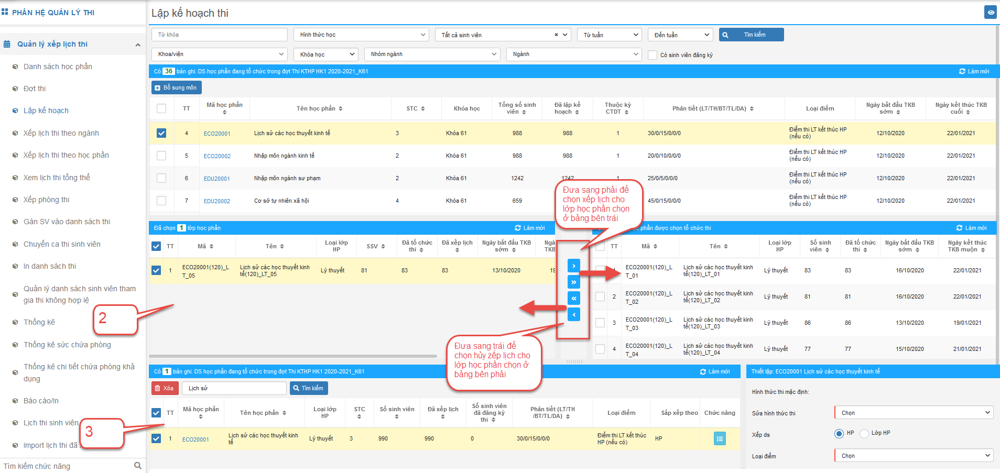 PHÂN HỆ QUẢN LÝ THI
Quản lý xếp lịch thi
Danh sách học phần
Đợt thi
Lập kế hoạch
Xếp lịch thi theo ngành
Xếp lịch thi theo học phần
Xem lịch thi tổng thể
Xếp phòng thi
Gán SV vào danh sách thi
Chuyển ca thi sinh viên
In danh sách thi
Quản lý danh sách sinh viên tham
gia thi không hợp lệ
2
Thống kê
Thống kê sức chứa phòng
Thống kê chi tiết chứa phòng khả
dụng
Báo cáo/In
Lịch thi sinh viên
3
Import lịch thi đã
Tìm kiếm chức năng
Lập kế hoạch thi
Từ khóa
Hình thức học
Tất cả sinh viên
Từ tuần
Đến tuần
Tìm kiếm
Khoa/viện
Khóa học
Nhóm ngành
Ngành
Có sinh viên đăng ký
Có 36 bản ghi. DS học phần đang tổ chức trong đợt Thi KTHP HK1 2020-2021_K61
Làm mới
Bổ sung môn
TT Mã học phần Tên học phần STC Khóa học Tổng số sinh viên Đã lập kế hoạch Thuộc kỳ CTDT Phân tiết (LT/TH/BT/TL/DA) Loại điểm Ngày bắt đầu TKB sớm Ngày kết thúc TKB cuối
4 ECO20001 Lịch sử các học thuyết kinh tế 3 Khóa 61 988 988 1 30/0/15/0/0/0 Điểm thi LT kết thúc HP (nếu có) 12/10/2020 22/01/2021
5 ECO20002 Nhập môn ngành kinh tế 2 Khóa 61 988 988 1 20/0/10/0/0/0 Điểm thi LT kết thúc HP (nếu có) 12/10/2020 22/01/2021
6 EDU20001 Nhập môn ngành sư phạm 2 Khóa 61 1242 1242 1 25/0/5/0/0/0 Điểm thi LT kết thúc HP (nếu có) 12/10/2020 22/01/2021
7 EDU20002 Cơ sở tự nhiên xã hội 4 Khóa 61 659 45/0/15/0/0/0 Điểm thi LT kết thúc HP (nếu có) 12/10/2020 22/01/2021
Đưa sang phải để
chọn xếp lịch cho
lớp học phần chọn
ở bảng bên trái
Đã chọn 1 lớp học phần
Làm mới
TT Mã Tên Loại lớp HP SSV Đã tổ chức thi Đã xếp lịch Ngày bắt đầu TKB sớm
1 ECO20001(120)_LT_05 Lịch sử các học thuyết kinh tế(120)_LT_05 Lý thuyết 81 83 83 13/10/2020
phần được chọn tổ chức thi
Làm mới
TT Mã Tên Loại lớp HP Số sinh viên Đã tổ chức thi Ngày bắt đầu TKB sớm Ngày kết thúc TKB muộn
ECO20001(120)_LT_01 Lịch sử các học thuyết kinh tế(120)_LT_01 Lý thuyết 83 83 16/10/2020 22/01/2021
2 ECO20001(120)_LT_02 Lịch sử các học thuyết kinh tế(120)_LT_02 Lý thuyết 81 81 16/10/2020 22/01/2021
3 ECO20001(120)_LT_03 Lịch sử các học thuyết kinh tế(120)_LT_03 Lý thuyết 86 86 13/10/2020 19/01/2021
4 ECO20001(120)_LT_04 Lịch sử các học thuyết kinh tế(120)_LT_04 Lý thuyết 77 77 15/10/2020 21/01/2021
Đưa sang trái để
chọn hủy zếp lịch cho
lớp học phần chọn ở
bảng bên phải
Có 1 bản ghi. DS học phần đang tổ chức trong đợt Thi KTHP HK1 2020-2021_K61
Làm mới
Xóa
Lịch sử
Tìm kiếm
TT Mã học phần Tên học phần Loại lớp HP STC Số sinh viên Đã xếp lịch Số sinh viên đã đăng ký thi Phân tiết (LT/TH/BT/TL/DA) Loại điểm Sắp xếp theo Chức năng
1 ECO20001 Lịch sử các học thuyết kinh tế Lý thuyết 3 990 990 0 30/0/15/0/0/0 Điểm thi LT kết thúc HP (nếu có) HP
Thiết lập: ECO20001 Lịch sử các học thuyết kinh tế
Hình thức thi mặc định:
Sửa hình thức thi
Chọn
Xếp ds
HP
Lớp HP
Loại điểm
Chọn